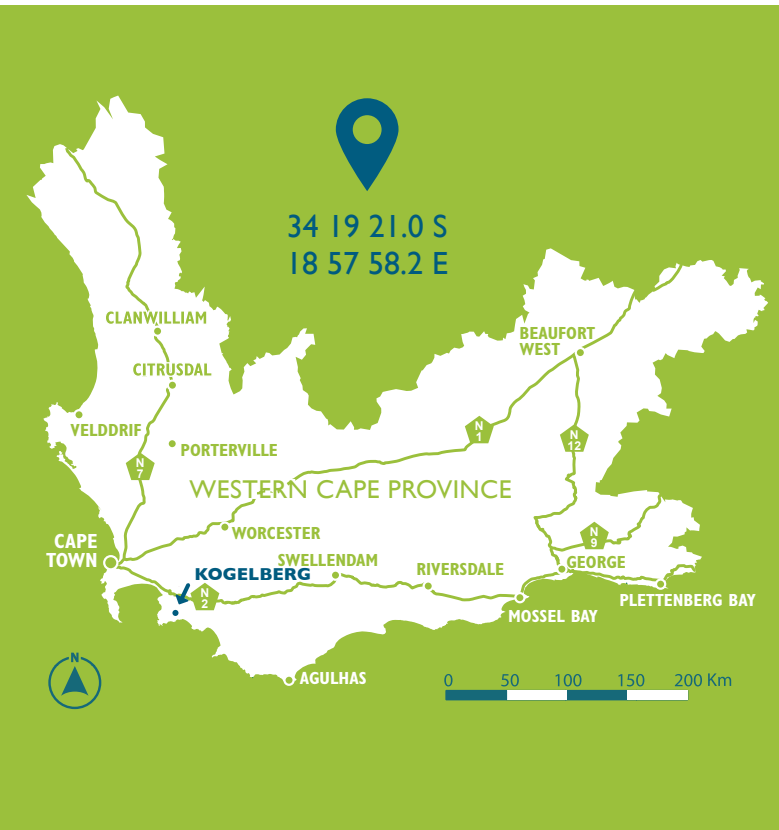 34 19 21.0 S
18 57 58.2 E
CLANWILLIAM
BEAUFORT
WEST
CITRUSDAL
VELDDRIF
PORTERVILLE
N
1
N
12
N
7
WESTERN CAPE PROVINCE
WORCESTER
N
9
CAPE
TOWN
SWELLENDAM
KOGELBERG
RIVERSDALE
GEORGE
N
2
PLETTENBERG BAY
MOSSEL BAY
N
AGULHAS
0 50 100 150 200 Km